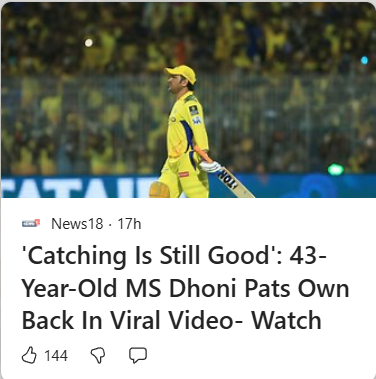 TATA IP
News18 · 17h
'Catching Is Still Good': 43-
Year-Old MS Dhoni Pats Own
Back In Viral Video- Watch
144